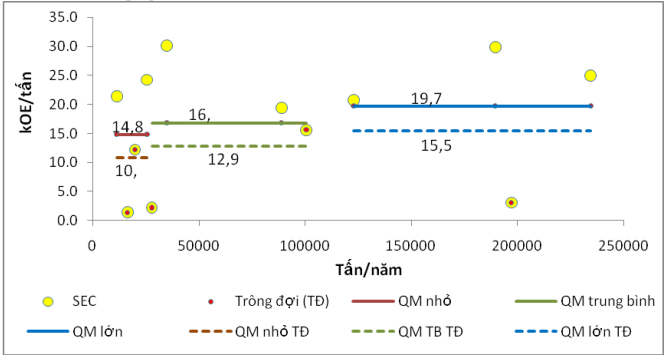 kOE/tấn
35.0
30.0
25.0
20.0
15.0
10.0
5.0
0.0
14,8
16,
19,7
10,
12,9
15,5
0 50000 100000 150000 200000 250000
Tấn/năm
SEC Trông đợi (TĐ) QM nhỏ QM trung bình
QM lớn QM nhỏ TĐ QM TB TĐ QM lớn TĐ